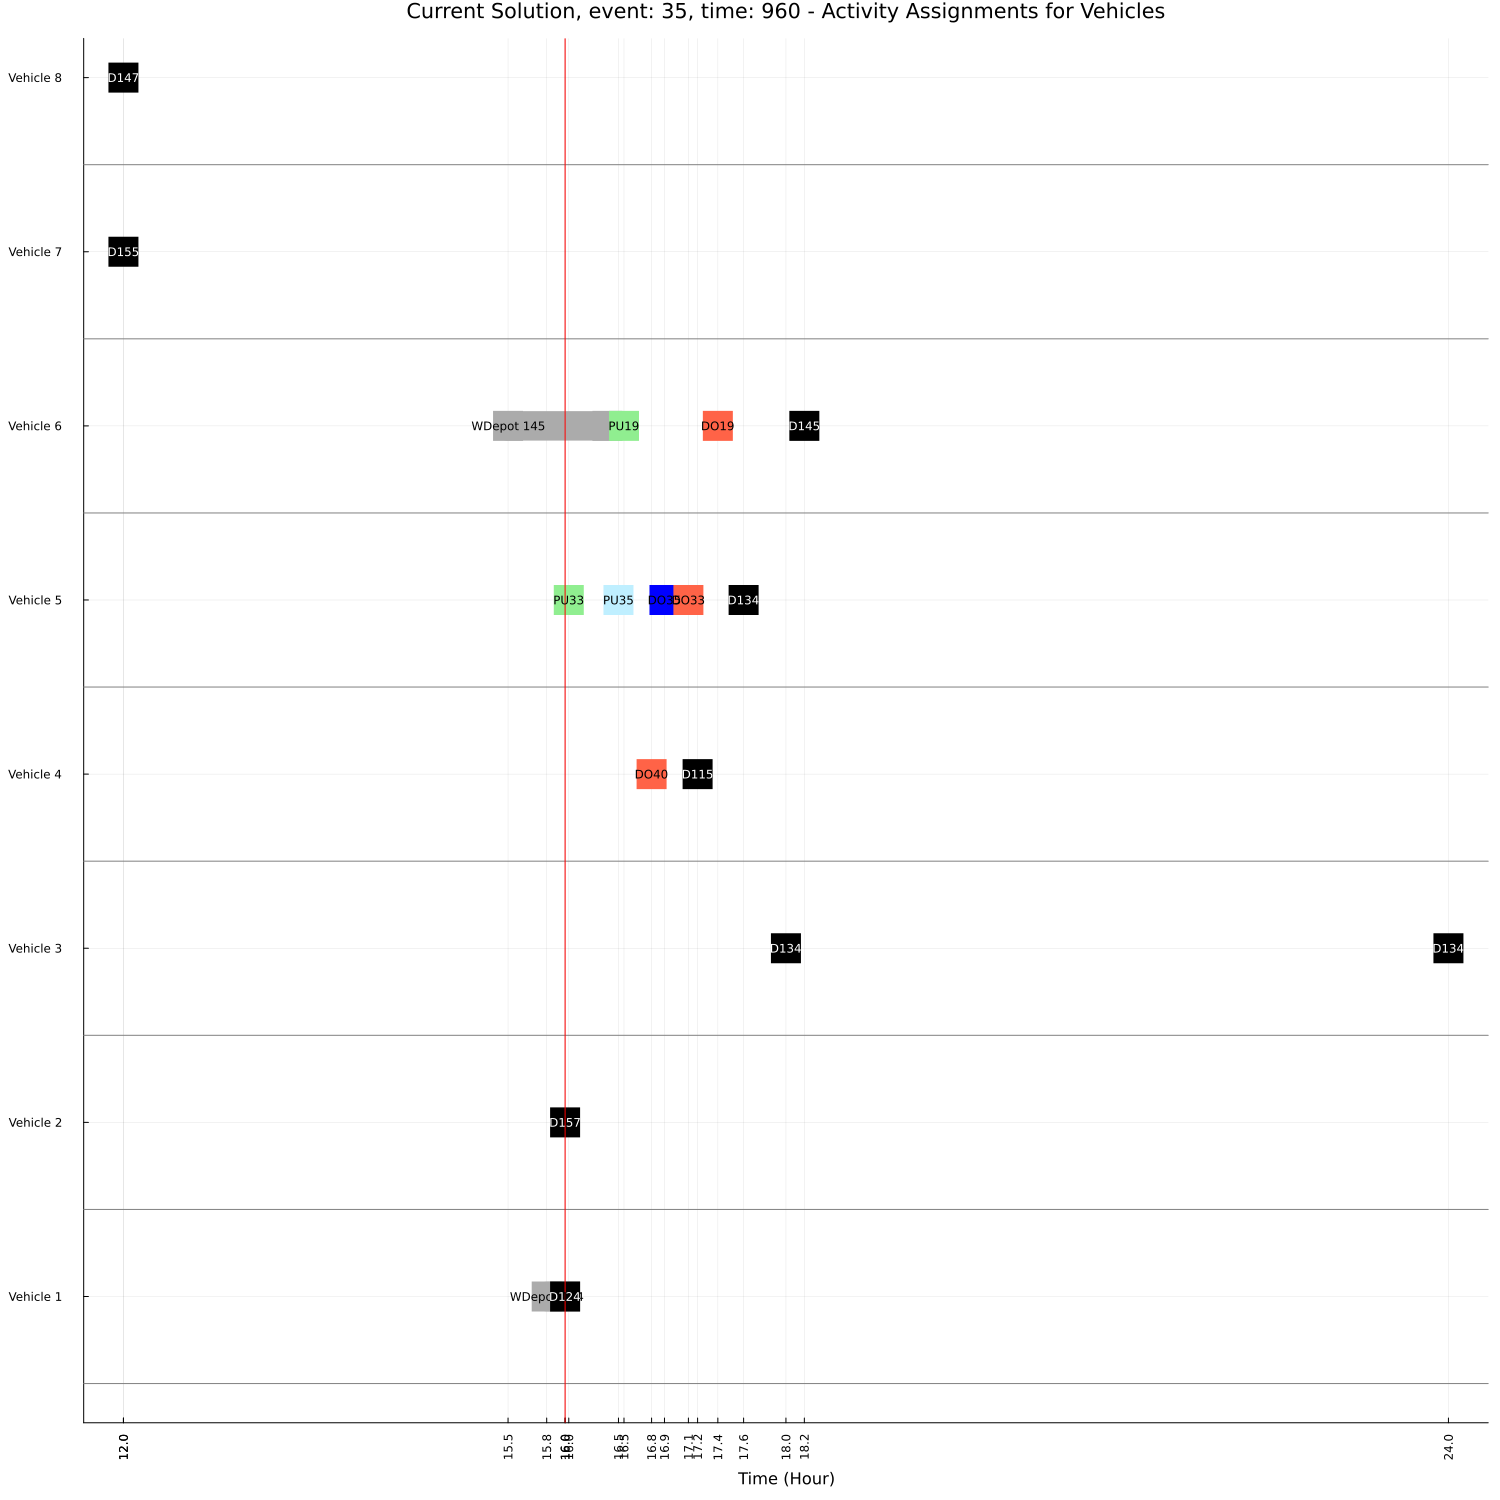 Current Solution, event: 35, time: 960 - Activity Assignments for Vehicles
Vehicle 8
D147
Vehicle 7
D155
Vehicle 6
WDepot 145
PU19
DO19
D145
Vehicle 5
PU33
PU35
DO33
D134
Vehicle 4
DO40
D115
Vehicle 3
D134
D134
Vehicle 2
D157
Vehicle 1
D124
12.0
15.5
15.8
16.0
16.5
16.8
16.9
17.1
17.2
17.4
17.6
18.0
18.2
24.0
Time (Hour)